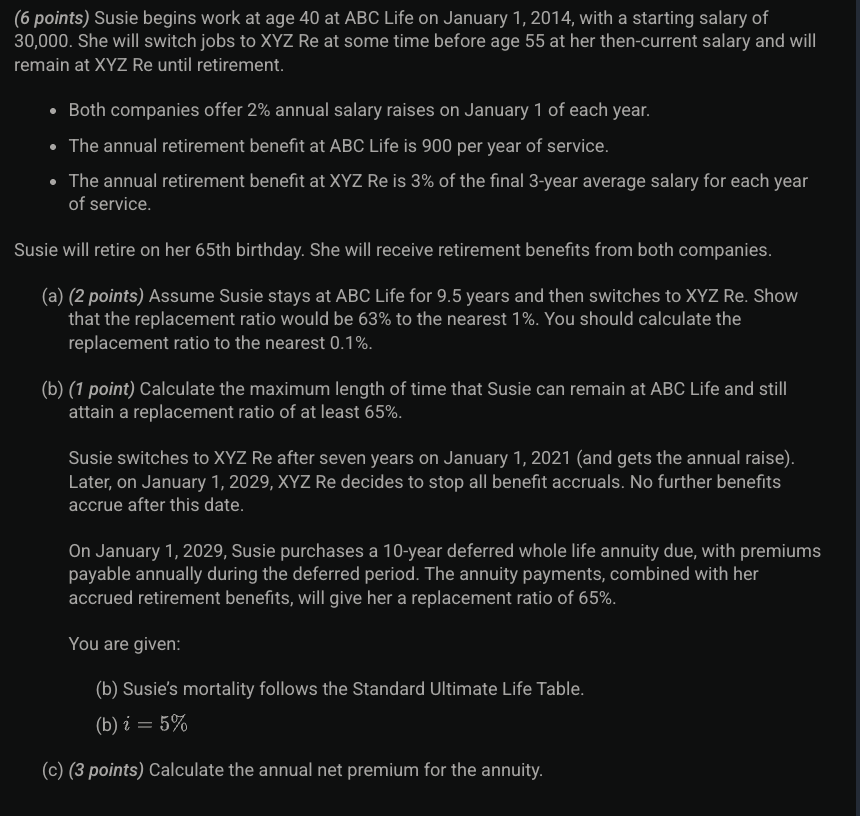 (6 points) Susie begins work at age 40 at ABC Life on January 1, 2014, with a starting salary of
30,000. She will switch jobs to XYZ Re at some time before age 55 at her then-current salary and will
remain at XYZ Re until retirement.
• Both companies offer 2% annual salary raises on January 1 of each year.
• The annual retirement benefit at ABC Life is 900 per year of service.
• The annual retirement benefit at XYZ Re is 3% of the final 3-year average salary for each year
of service.
Susie will retire on her 65th birthday. She will receive retirement benefits from both companies.
(a) (2 points) Assume Susie stays at ABC Life for 9.5 years and then switches to XYZ Re. Show
that the replacement ratio would be 63% to the nearest 1%. You should calculate the
replacement ratio to the nearest 0.1%.
(b) (1 point) Calculate the maximum length of time that Susie can remain at ABC Life and still
attain a replacement ratio of at least 65%.
Susie switches to XYZ Re after seven years on January 1, 2021 (and gets the annual raise).
Later, on January 1, 2029, XYZ Re decides to stop all benefit accruals. No further benefits
accrue after this date.
On January 1, 2029, Susie purchases a 10-year deferred whole life annuity due, with premiums
payable annually during the deferred period. The annuity payments, combined with her
accrued retirement benefits, will give her a replacement ratio of 65%.
You are given:
(b) Susie's mortality follows the Standard Ultimate Life Table.
(b) i = 5%
(c) (3 points) Calculate the annual net premium for the annuity.